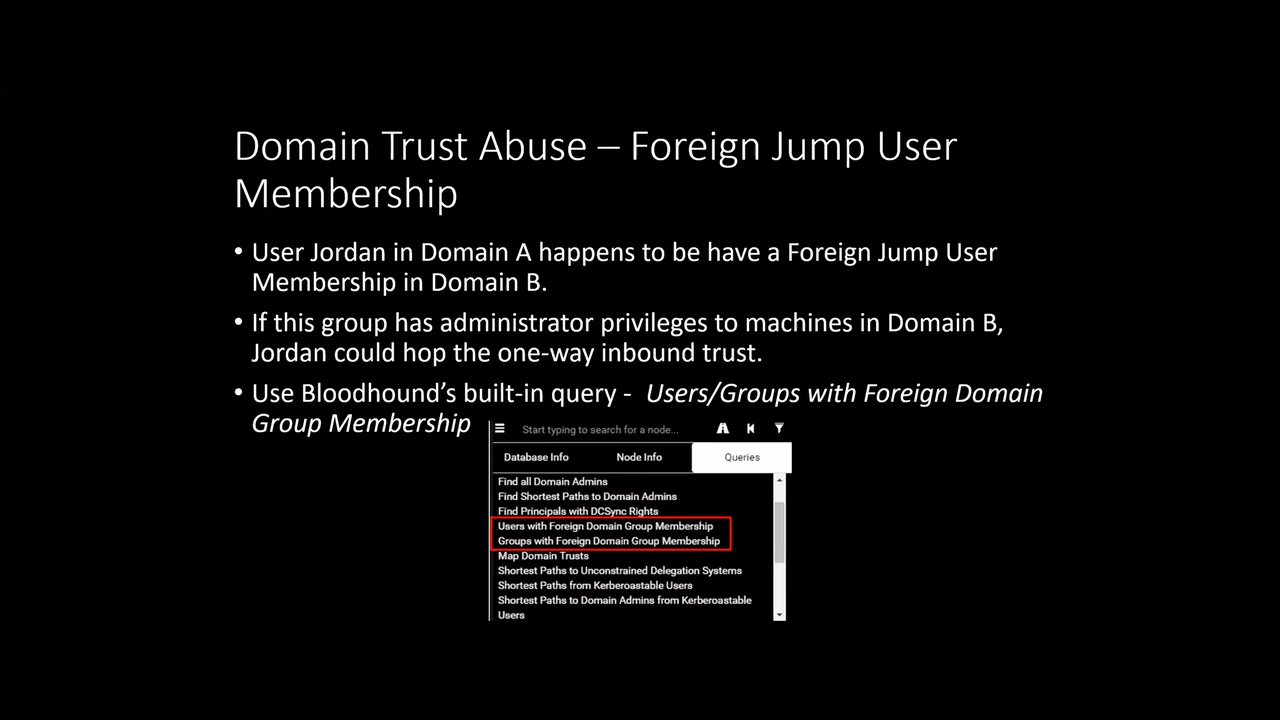 Domain Trust Abuse – Foreign Jump User
Membership
• User Jordan in Domain A happens to be have a Foreign Jump User
Membership in Domain B.
• If this group has administrator privileges to machines in Domain B,
Jordan could hop the one-way inbound trust.
• Use Bloodhound’s built-in query - Users/Groups with Foreign Domain
Group Membership
Start typing to search for a node...
Database Info Node Info Queries
Find all Domain Admins
Find Shortest Paths to Domain Admins
Find Principals with DCSync Rights
Users with Foreign Domain Group Membership
Groups with Foreign Domain Group Membership
Map Domain Trusts
Shortest Paths to Unconstrained Delegation Systems
Shortest Paths from Kerberoastable Users
Shortest Paths to Domain Admins from Kerberoastable
Users